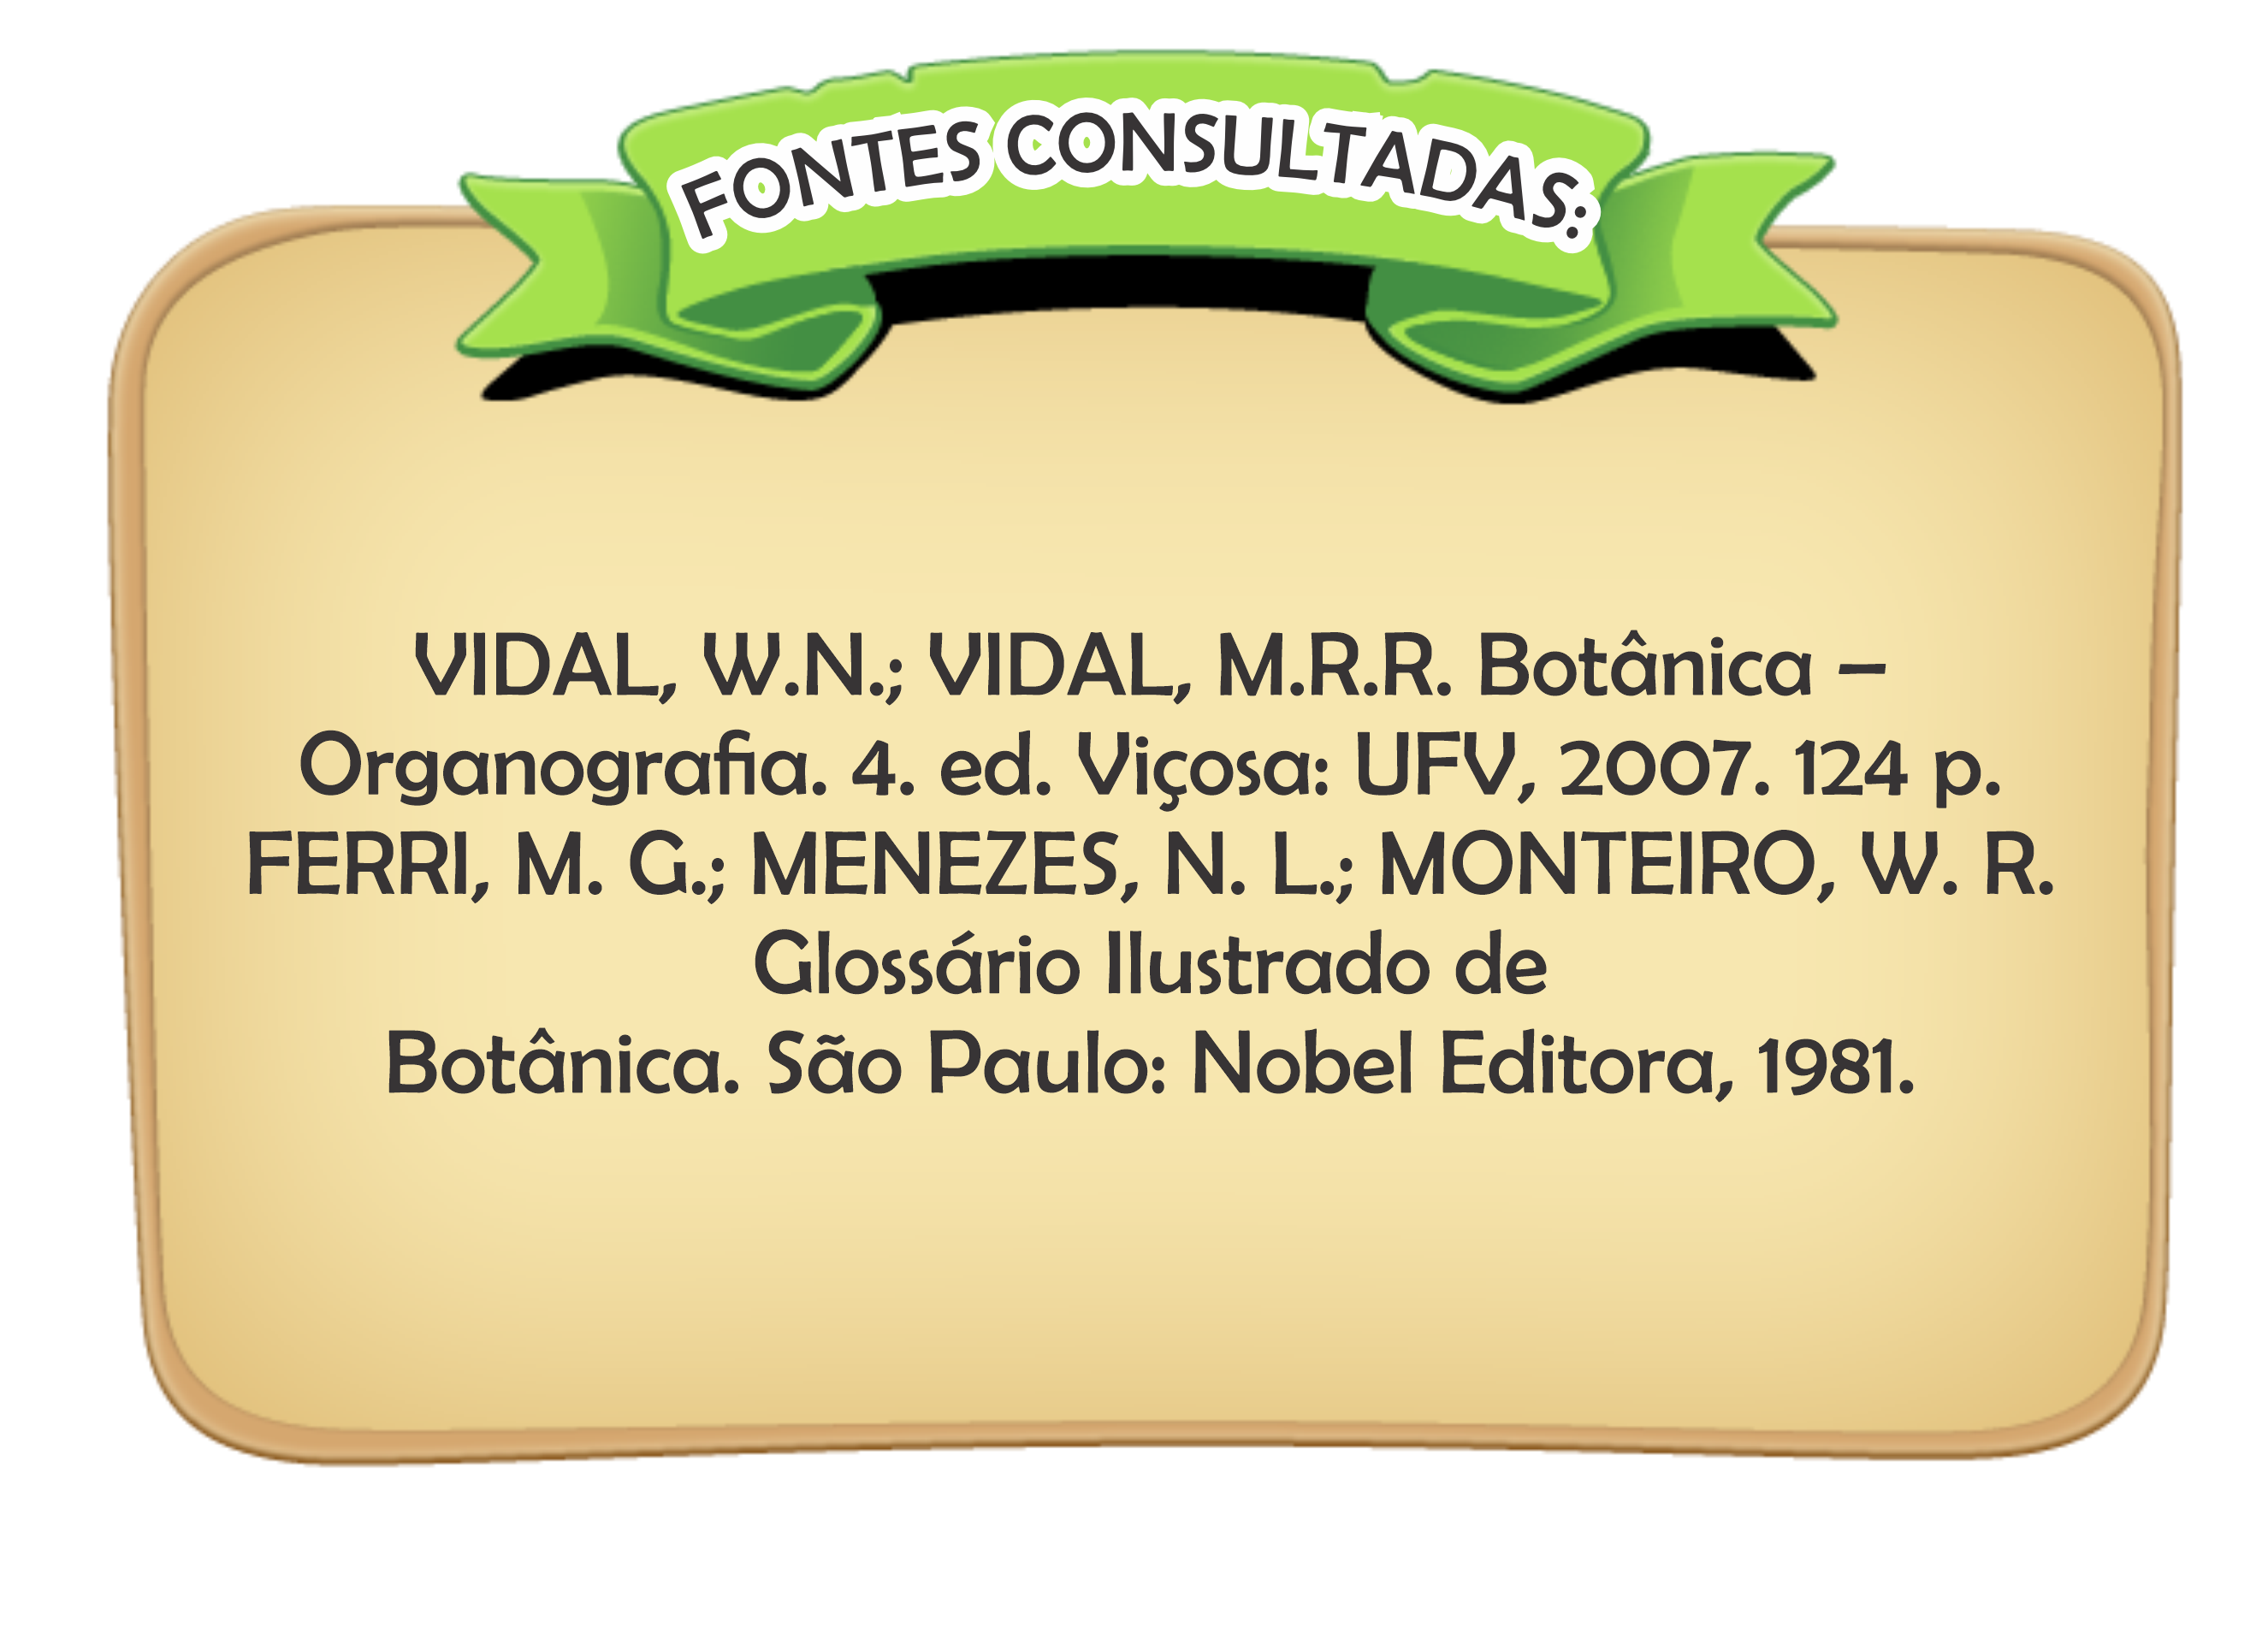 FONTES CONSULTADAS:
VIDAL, W.N.; VIDAL, M.R.R. Botânica –
Organografia. 4. ed. Viçosa: UFV, 2007. 124 p.
FERRI, M. G.; MENEZES, N. L.; MONTEIRO, W. R.
Glossário Ilustrado de
Botânica. São Paulo: Nobel Editora, 1981.